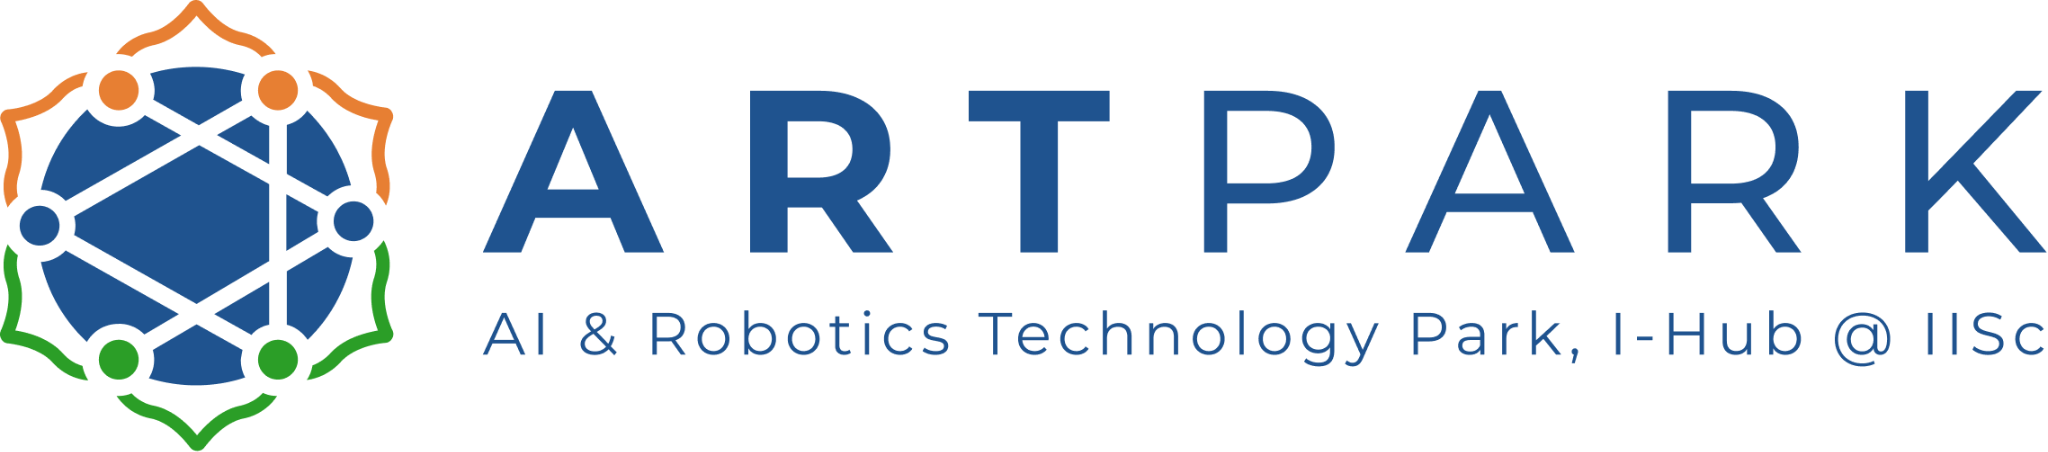 ARTPARK
AI & Robotics Technology Park, I-Hub @ IISc